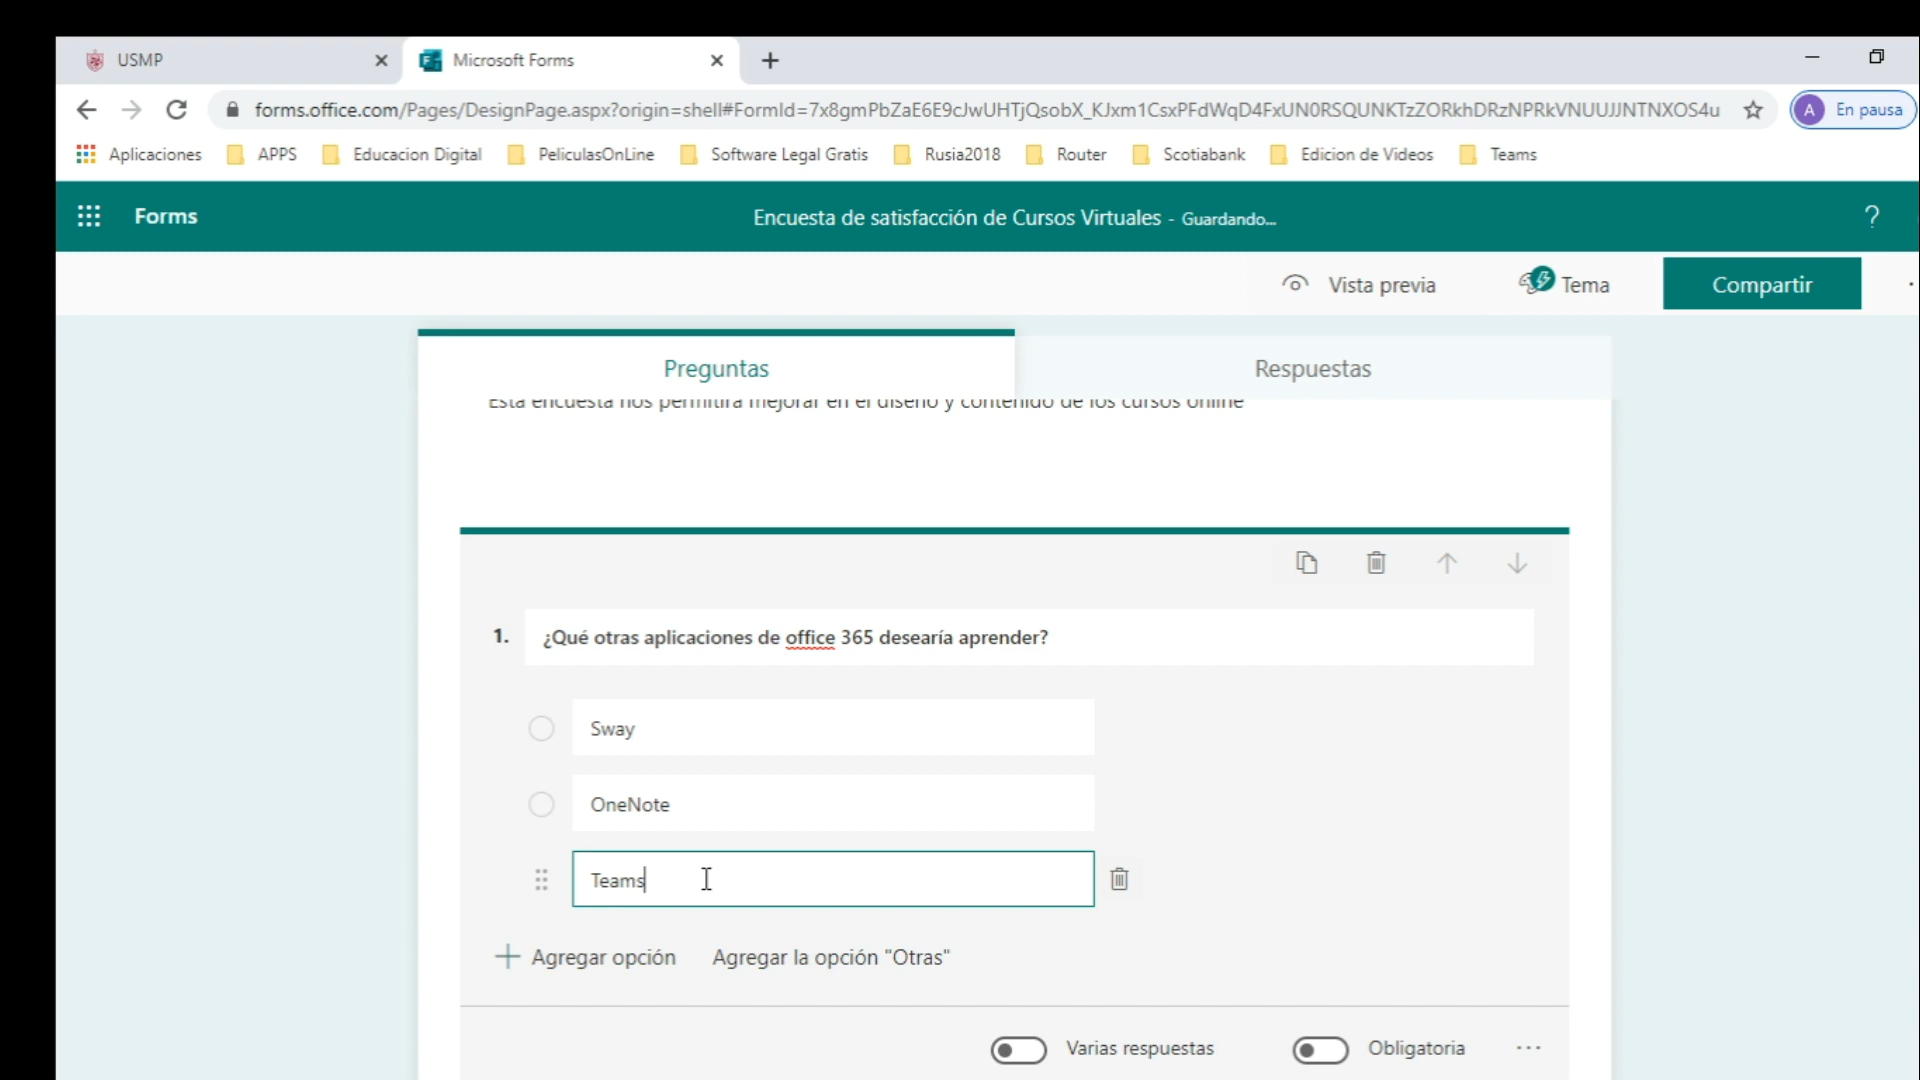 USMP
Microsoft Forms
forms.office.com/Pages/DesignPage.aspx?origin=shell#FormId=7x8gmPbZaE6E9cJwUHTjQsobX_KJxm1CsxPFdWqD4FxUN0RSQUNKTzZORkhDRzNPRkVNUUJJNTNXOS4u
A En pausa
Aplicaciones APPS Educacion Digital PeliculasOnLine Software Legal Gratis Rusia2018 Router Scotiabank Edicion de Videos Teams
Forms
Encuesta de satisfacción de Cursos Virtuales - Guardando...
?
Vista previa Tema Compartir
Preguntas Respuestas
Esta encuesta nos permitirá mejorar en el diseño y contenido de los cursos online
1. ¿Qué otras aplicaciones de office 365 desearía aprender?
Sway
OneNote
Teams
Agregar opción Agregar la opción "Otras"
Varias respuestas Obligatoria ...